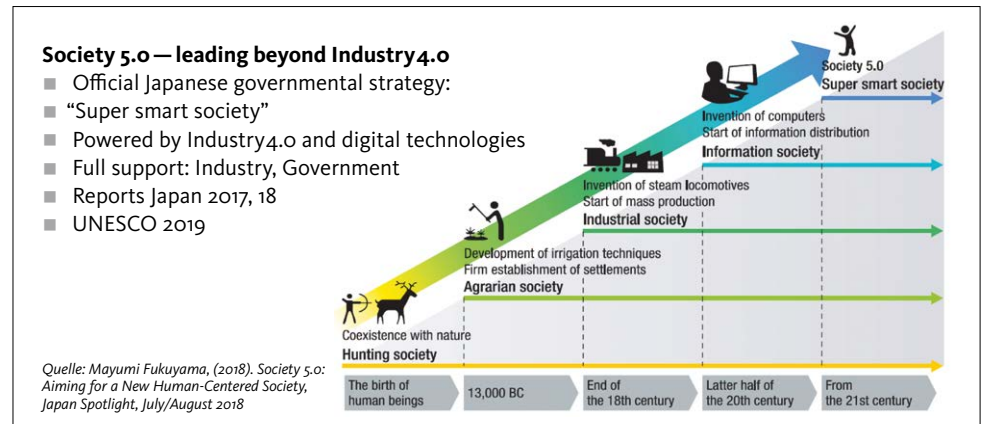 Society 5.0 — leading beyond Industry4.0
Official Japanese governmental strategy:
“Super smart society”
Powered by Industry4.0 and digital technologies
Full support: Industry, Government
Reports Japan 2017, 18
UNESCO 2019
Quelle: Mayumi Fukuyama, (2018). Society 5.0:
Aiming for a New Human-Centered Society,
Japan Spotlight, July/August 2018
Society 5.0
Super smart society
Invention of computers
Start of information distribution
Information society
Invention of steam locomotives
Start of mass production
Industrial society
Development of irrigation techniques
Firm establishment of settlements
Agrarian society
Coexistence with nature
Hunting society
The birth of
human beings
13,000 BC
End of
the 18th century
Latter half of
the 20th century
From
the 21st century